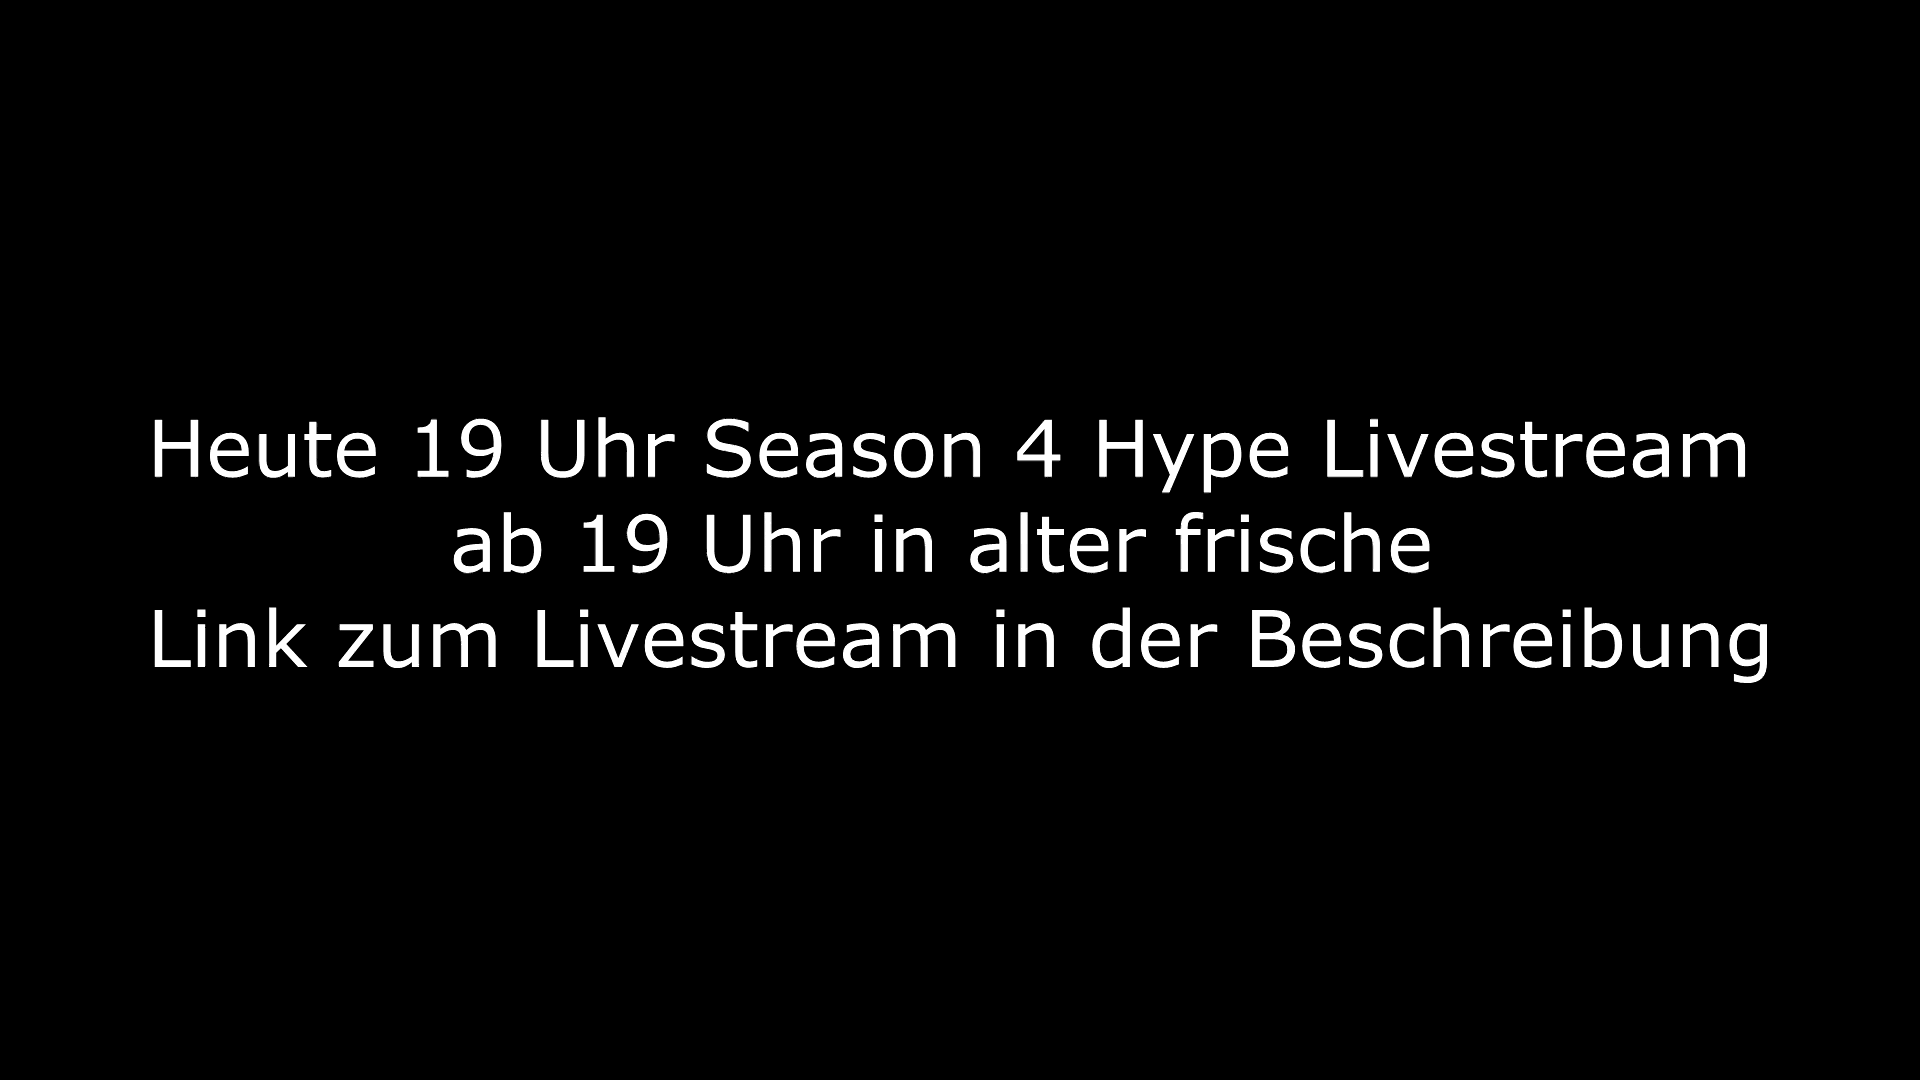 Heute 19 Uhr Season 4 Hype Livestream
ab 19 Uhr in alter frische
Link zum Livestream in der Beschreibung